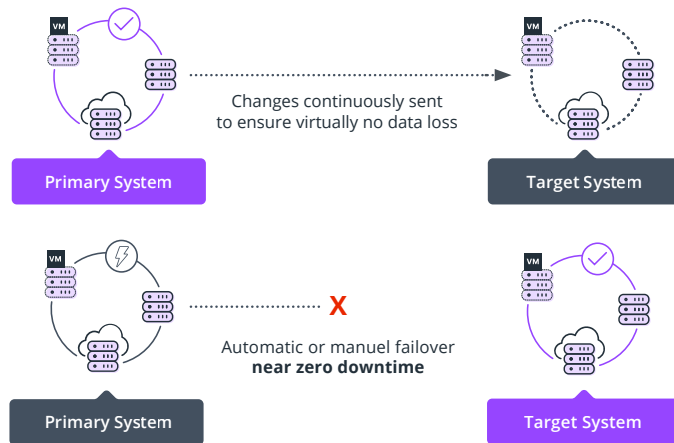 VM
VM
Changes continuously sent
to ensure virtually no data loss
Primary System
Target System
VM
VM
X
Automatic or manuel failover
near zero downtime
Primary System
Target System